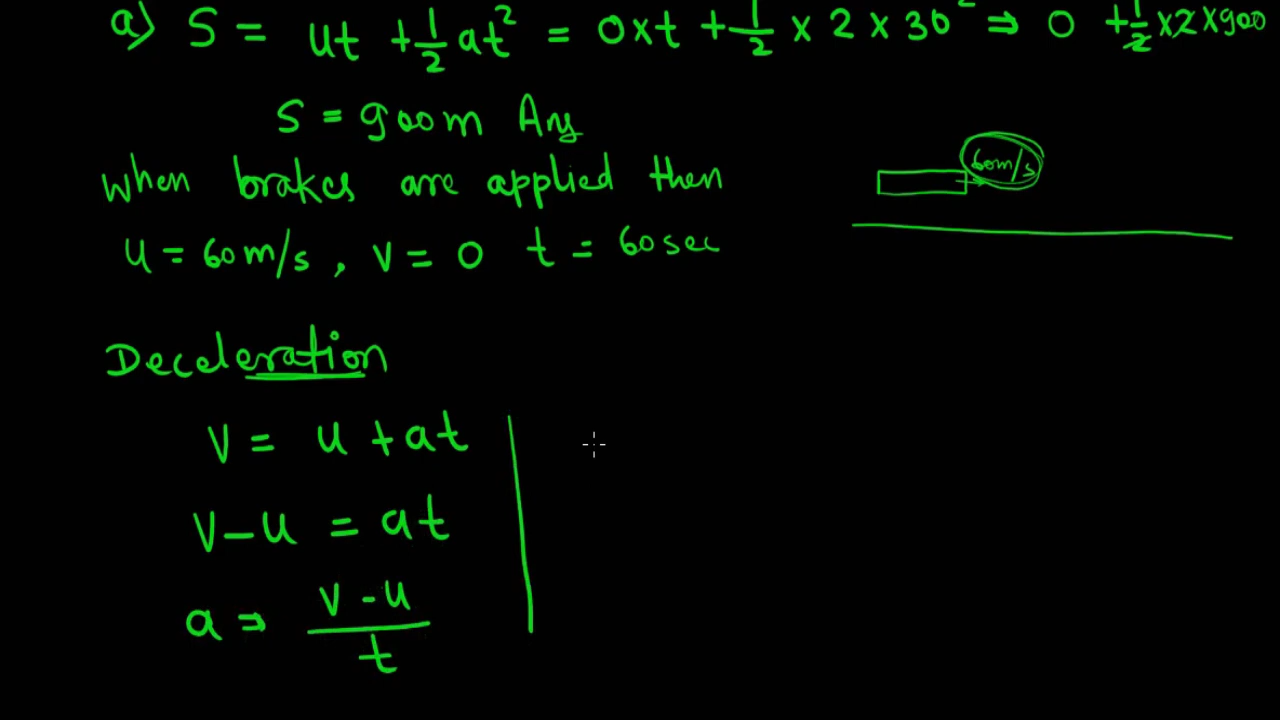 a) S = ut + 1/2 at² = 0xt + 1/2 × 2 × 30² ⇒ 0 + 1/2 ×2 ×900
S = 900m Ans
60m/s
when brakes are applied then
u = 60m/s, v = 0 t = 60sec
Deceleration
v = u + at
v-u = at
a ⇒ v-u/t